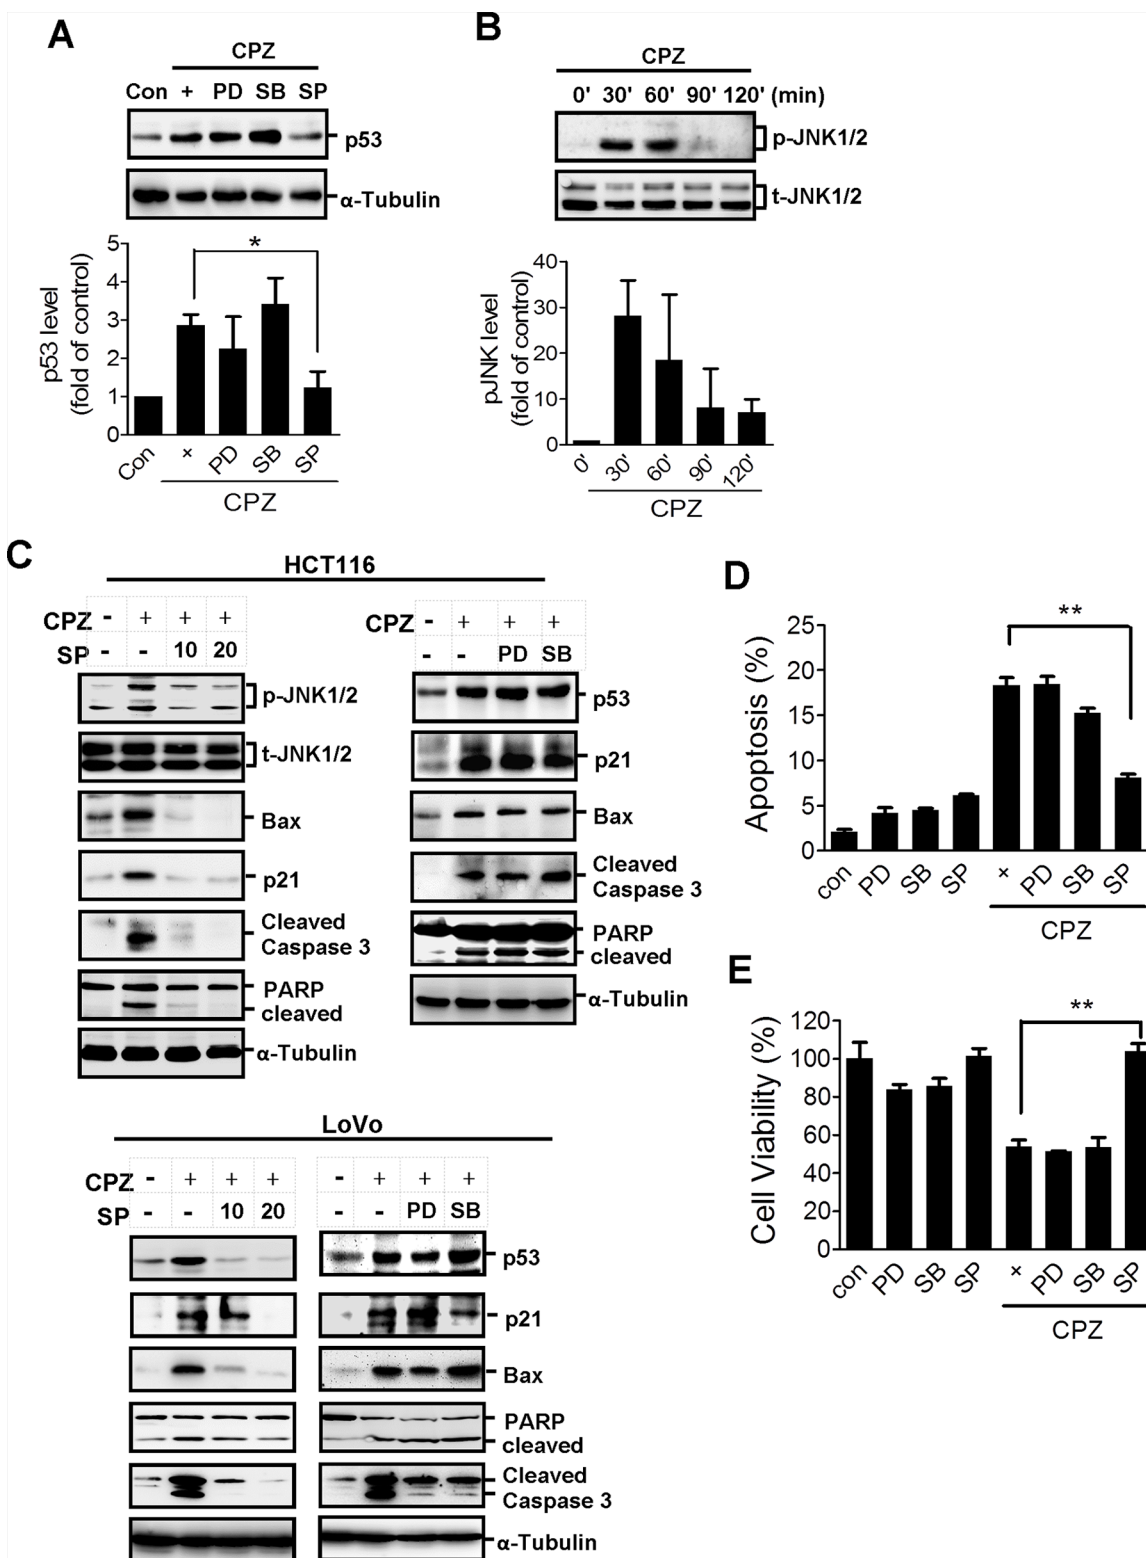 A
CPZ
Con + PD SB SP
p53
α-Tubulin
p53 level
(fold of control)
5
4
3
2
1
0
*
Con + PD SB SP
CPZ
B
CPZ
0' 30' 60' 90' 120' (min)
p-JNK1/2
t-JNK1/2
pJNK level
(fold of control)
40
30
20
10
0
0' 30' 60' 90' 120'
CPZ
C
HCT116
CPZ - + + +
SP - - 10 20
p-JNK1/2
t-JNK1/2
Bax
p21
Cleaved
Caspase 3
PARP
cleaved
α-Tubulin
CPZ - + + +
- - PD SB
p53
p21
Bax
Cleaved
Caspase 3
PARP
cleaved
α-Tubulin
LoVo
CPZ - + + +
SP - - 10 20
- + + +
- - PD SB
p53
p21
Bax
PARP
cleaved
Cleaved
Caspase 3
α-Tubulin
D
Apoptosis (%)
25
20
15
10
5
0
**
con PD SB SP + PD SB SP
CPZ
E
Cell Viability (%)
120
100
80
60
40
20
0
**
con PD SB SP + PD SB SP
CPZ